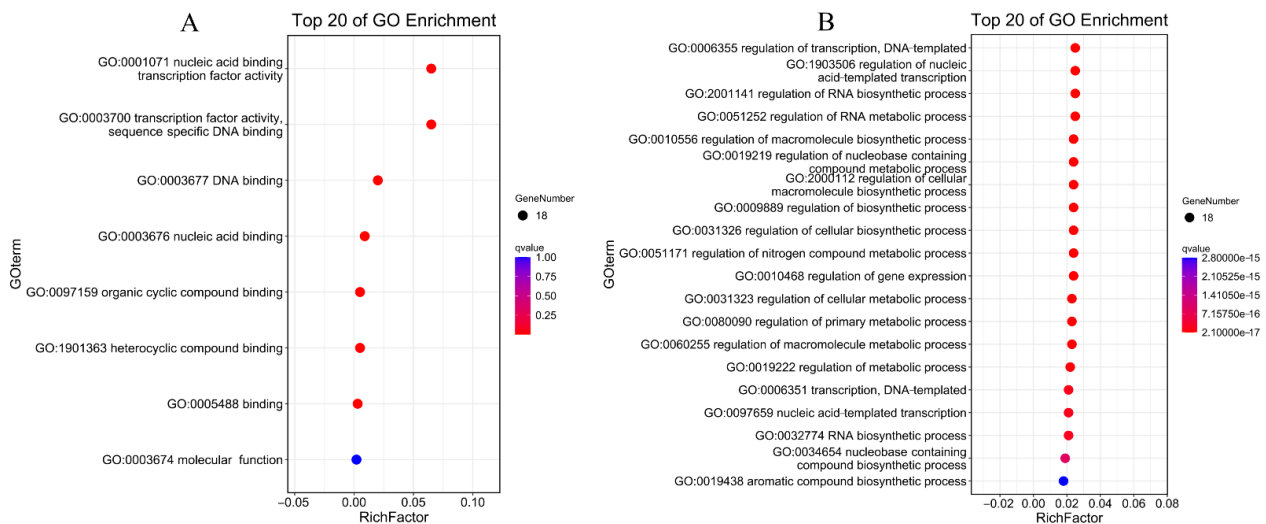 A
Top 20 of GO Enrichment
GO:0001071 nucleic acid binding
transcription factor activity
GO:0003700 transcription factor activity,
sequence specific DNA binding
GO:0003677 DNA binding
GO:0003676 nucleic acid binding
GO:0097159 organic cyclic compound binding
GO:1901363 heterocyclic compound binding
GO:0005488 binding
GO:0003674 molecular function
GOterm
−0.05 0.00 0.05 0.10
RichFactor
GeneNumber
18
qvalue
1.00
0.75
0.50
0.25
B
Top 20 of GO Enrichment
GO:0006355 regulation of transcription, DNA-templated
GO:1903506 regulation of nucleic
acid-templated transcription
GO:2001141 regulation of RNA biosynthetic process
GO:0051252 regulation of RNA metabolic process
GO:0010556 regulation of macromolecule biosynthetic process
GO:0019219 regulation of nucleobase containing
compound metabolic process
GO:2000112 regulation of cellular
macromolecule biosynthetic process
GO:0009889 regulation of biosynthetic process
GO:0031326 regulation of cellular biosynthetic process
GO:0051171 regulation of nitrogen compound metabolic process
GO:0010468 regulation of gene expression
GO:0031323 regulation of cellular metabolic process
GO:0080090 regulation of primary metabolic process
GO:0060255 regulation of macromolecule metabolic process
GO:0019222 regulation of metabolic process
GO:0006351 transcription, DNA-templated
GO:0097659 nucleic acid-templated transcription
GO:0032774 RNA biosynthetic process
GO:0034654 nucleobase containing
compound biosynthetic process
GO:0019438 aromatic compound biosynthetic process
GOterm
−0.02 0.00 0.02 0.04 0.06 0.08
RichFactor
GeneNumber
18
qvalue
2.80000e−15
2.10525e−15
1.41050e−15
7.15750e−16
2.10000e−17